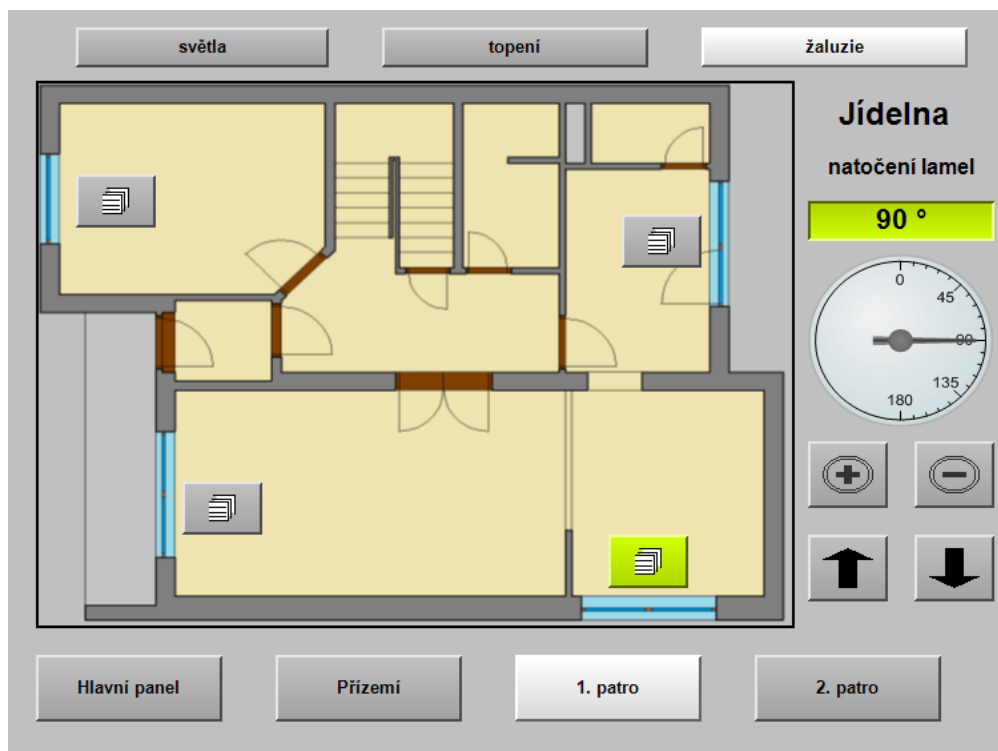 světla
topení
žaluzie
Jídelna
natočení lamel
90 °
0
45
90
135
180
Hlavní panel
Přízemí
1. patro
2. patro